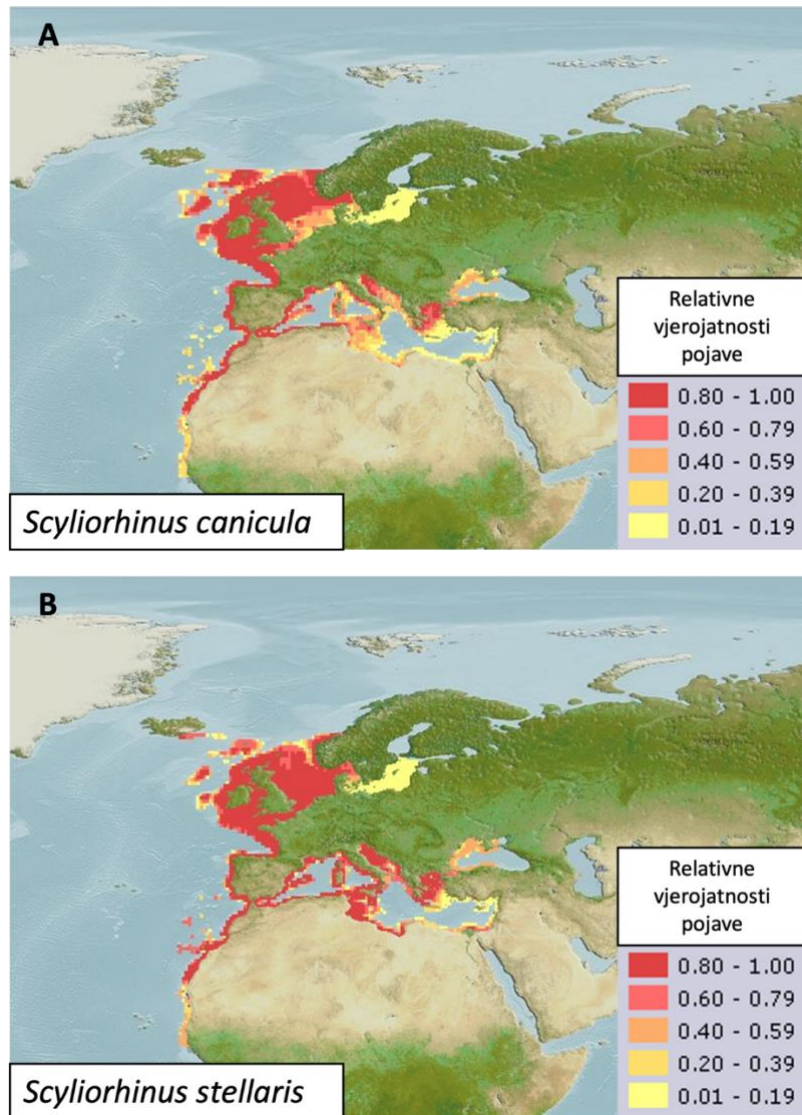 A
Relativne
vjerojatnosti
pojave
0.80 - 1.00
0.60 - 0.79
0.40 - 0.59
0.20 - 0.39
0.01 - 0.19
Scyliorhinus canicula
B
Relativne
vjerojatnosti
pojave
0.80 - 1.00
0.60 - 0.79
0.40 - 0.59
0.20 - 0.39
0.01 - 0.19
Scyliorhinus stellaris